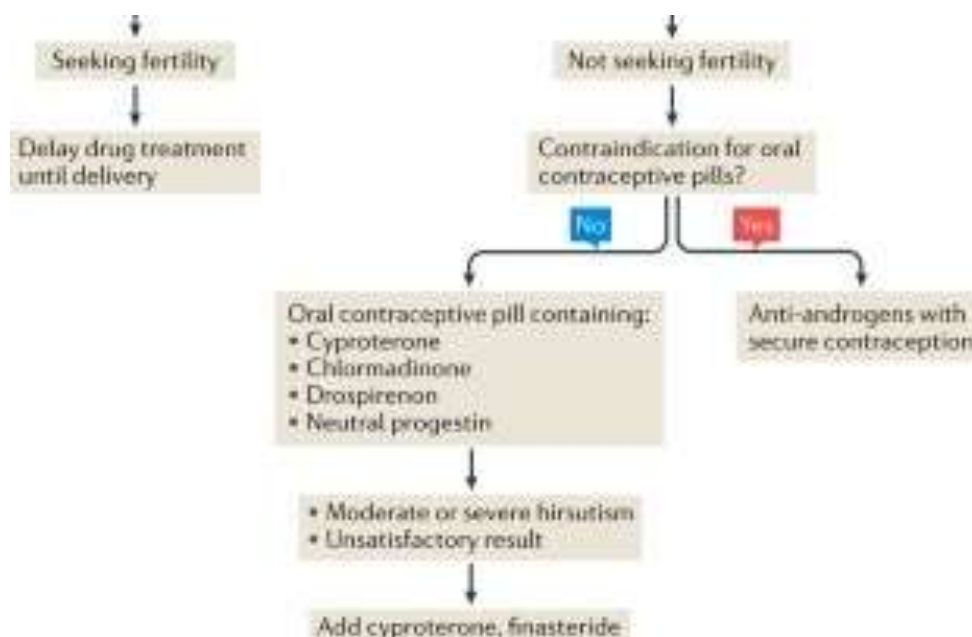 Seeking fertility
Not seeking fertility
Delay drug treatment
until delivery
Contraindication for oral
contraceptive pills?
No
Yes
Oral contraceptive pill containing:
• Cyproterone
• Chlormadinone
• Drospirenon
• Neutral progestin
Anti-androgens with
secure contraception
• Moderate or severe hirsutism
• Unsatisfactory result
Add cyproterone, finasteride